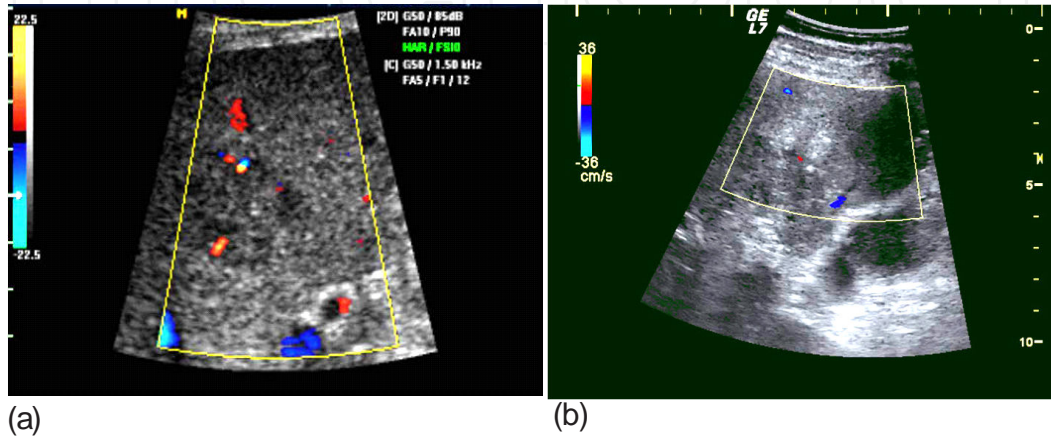 22.5
-22.5
M
[2D] G50 / 85dB
FA10 / P90
HAR / FSI0
[C] G50 / 1.50 kHz
FA5 / F1 / 12
(a)
GE
L7
36
-36
cm/s
0
5
10
(b)